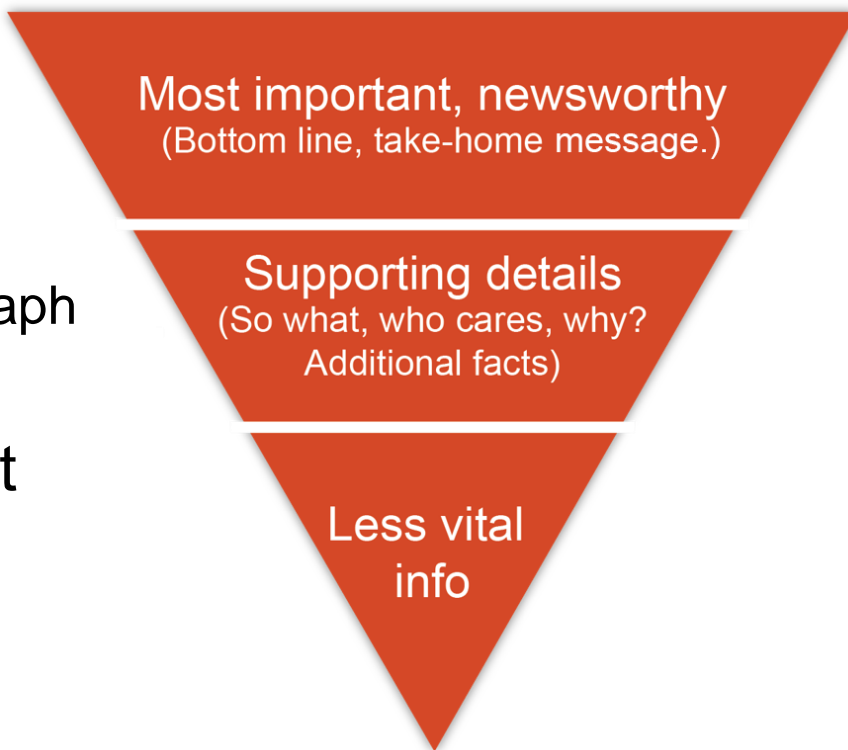 Most important, newsworthy
(Bottom line, take-home message.)
Supporting details
(So what, who cares, why?
Additional facts)
aph
t
Less vital
info